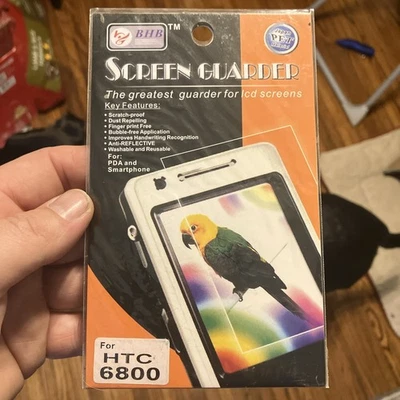 BHB TM
SCREEN GUARDER
The greatest guarder for lcd screens
Key Features:
• Scratch-proof
• Dust Repelling
• Finger print Free
• Bubble-free Application
• Improves Handwriting Recognition
• Anti-REFLECTIVE
• Washable and Reusable
For:
PDA and
Smartphone
For
HTC
6800